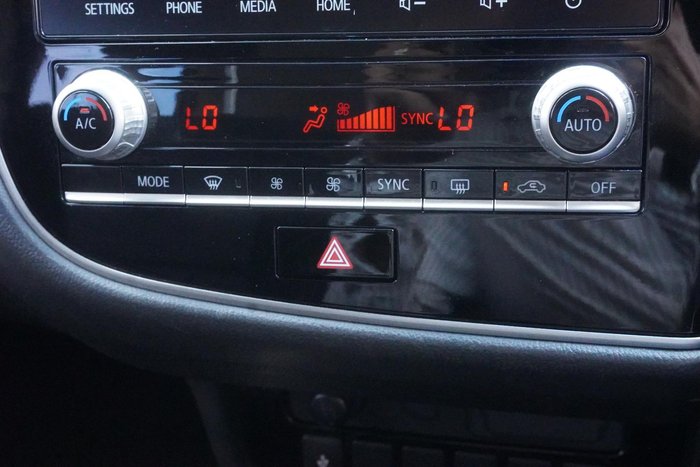 SETTINGS PHONE MEDIA HOME
A/C LO SYNC LO AUTO
MODE SYNC OFF